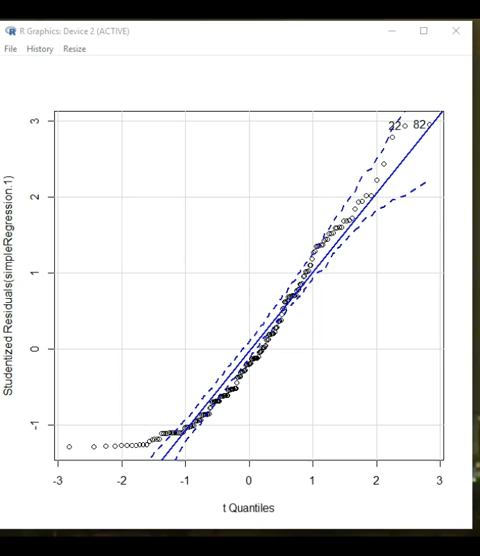 R Graphics: Device 2 (ACTIVE)
File History Resize
Studentized Residuals(simpleRegression.1)
3
2
1
0
-1
22 82
-3 -2 -1 0 1 2 3
t Quantiles